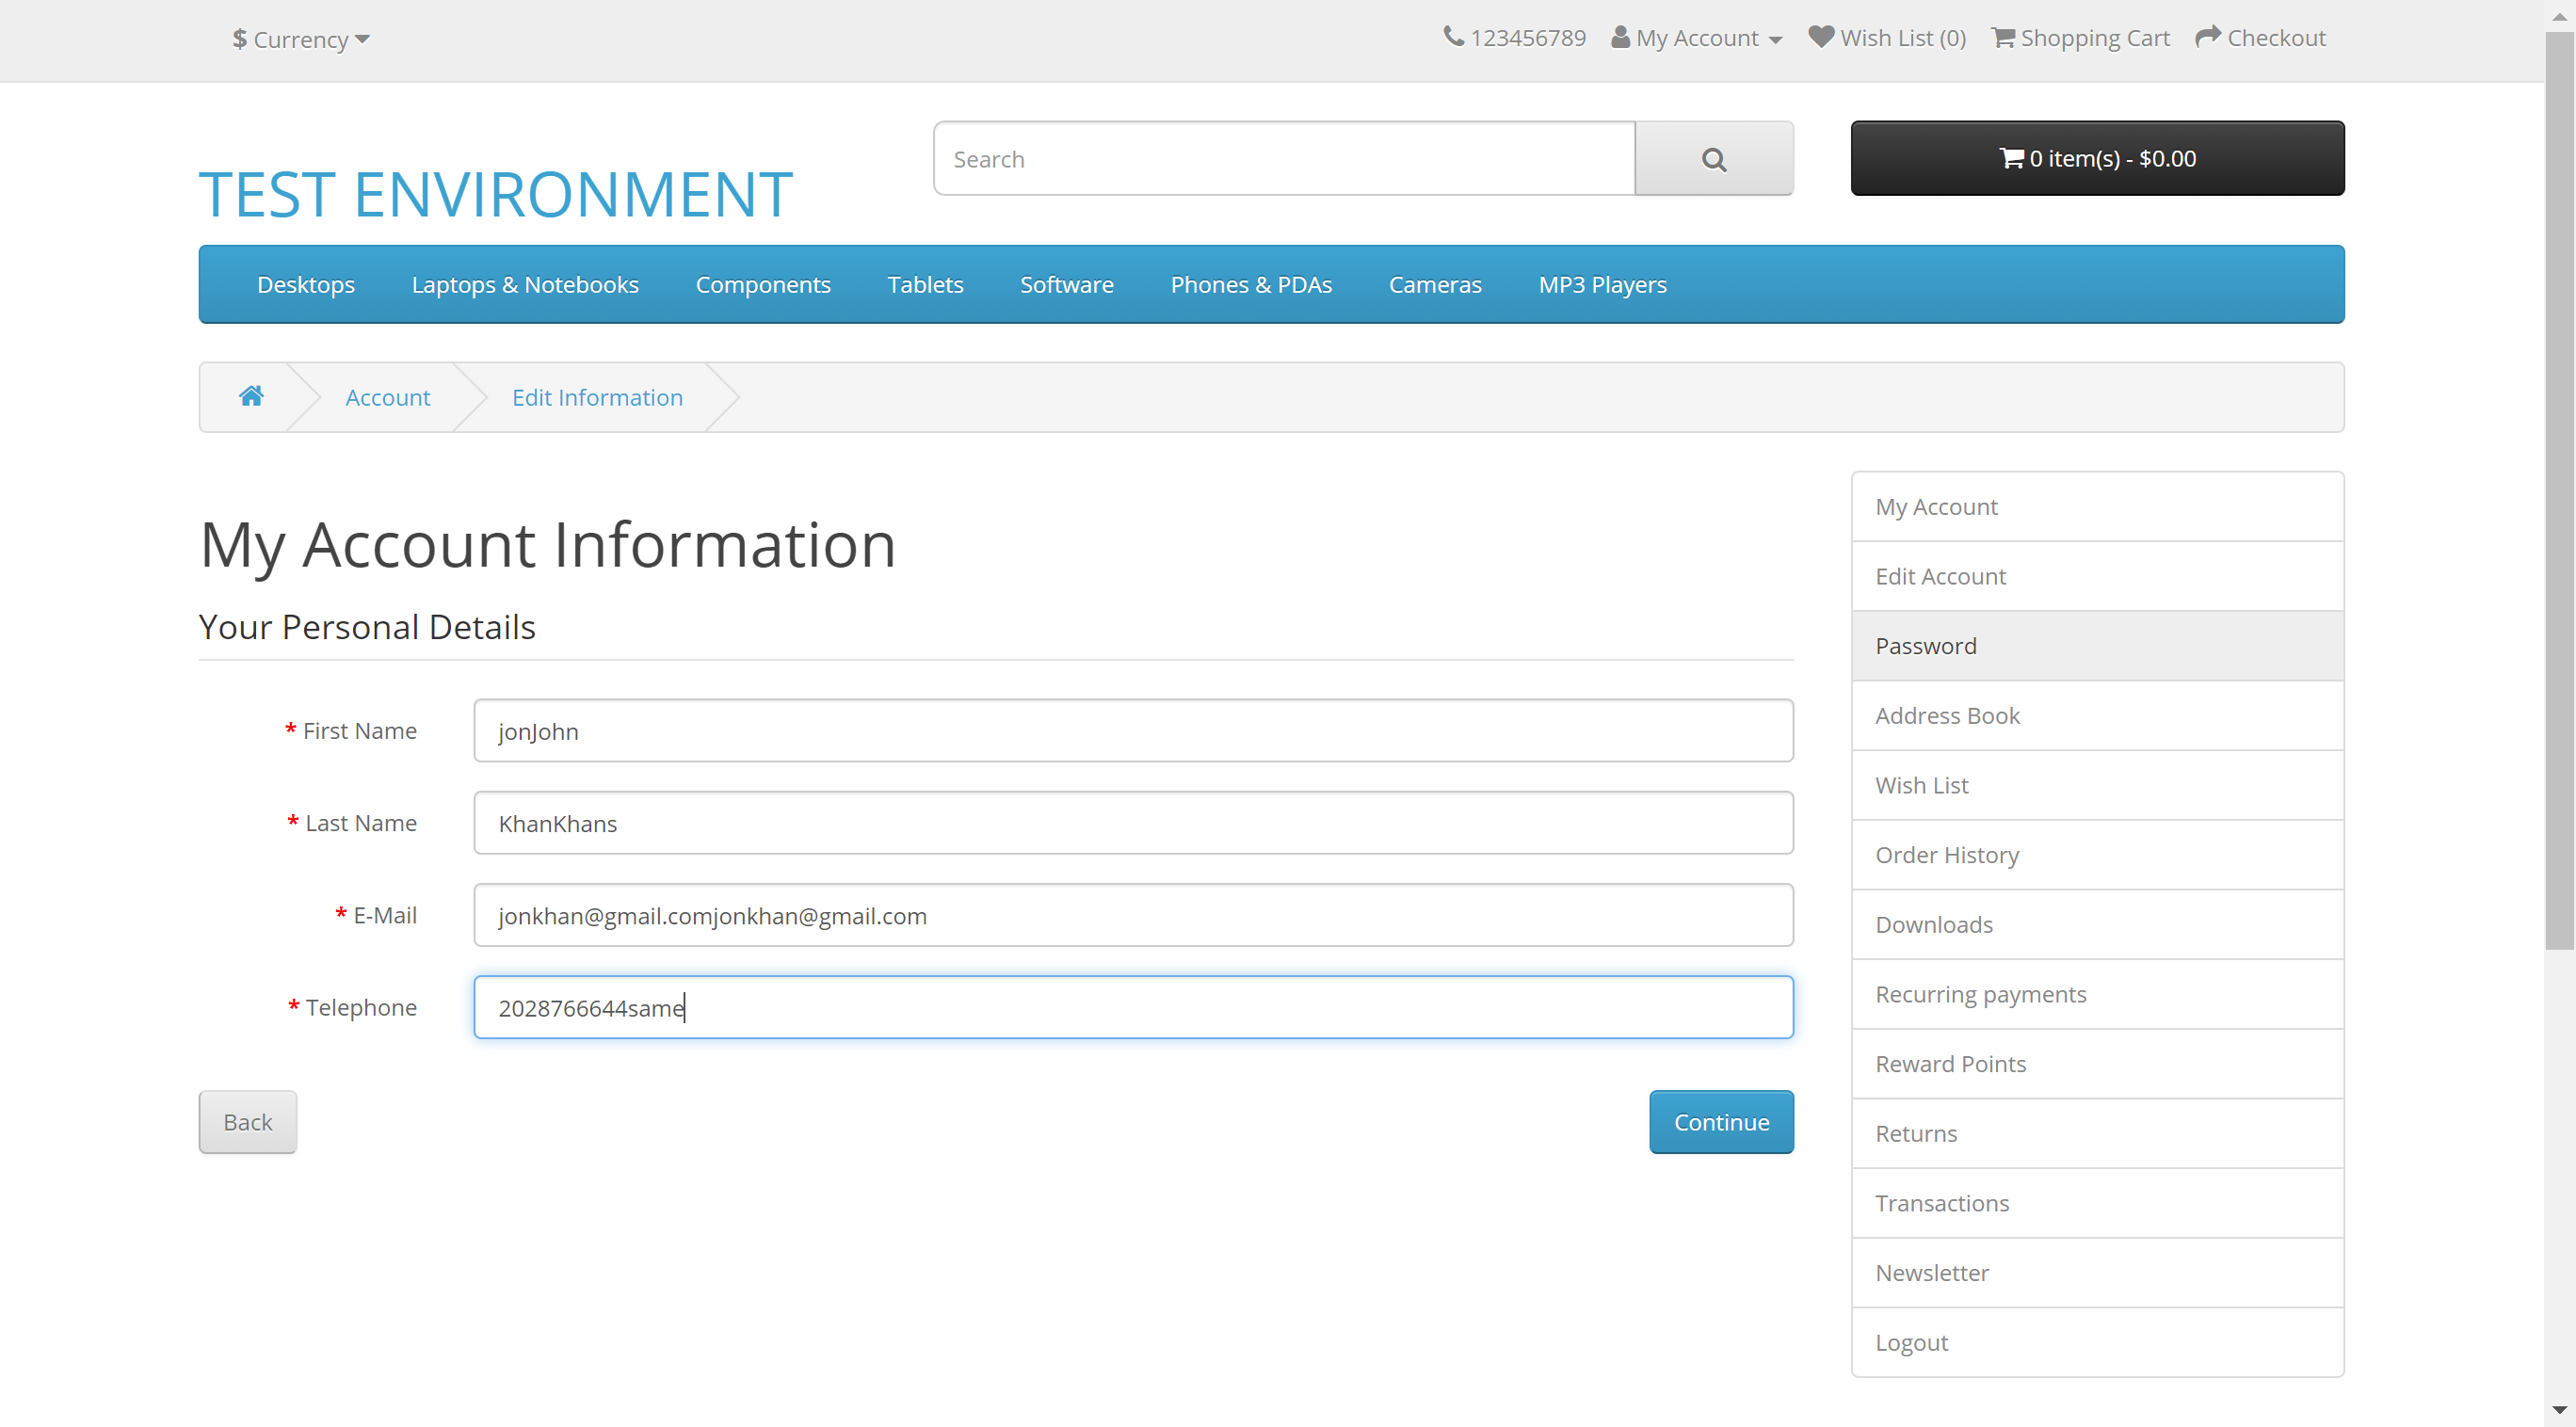 $ Currency
123456789 My Account Wish List (0) Shopping Cart Checkout
TEST ENVIRONMENT
Search
0 item(s) - $0.00
Desktops Laptops & Notebooks Components Tablets Software Phones & PDAs Cameras MP3 Players
Account Edit Information
My Account Information
Your Personal Details
* First Name jonJohn
* Last Name KhanKhans
* E-Mail jonkhan@gmail.comjonkhan@gmail.com
* Telephone 2028766644same
Back Continue
My Account
Edit Account
Password
Address Book
Wish List
Order History
Downloads
Recurring payments
Reward Points
Returns
Transactions
Newsletter
Logout